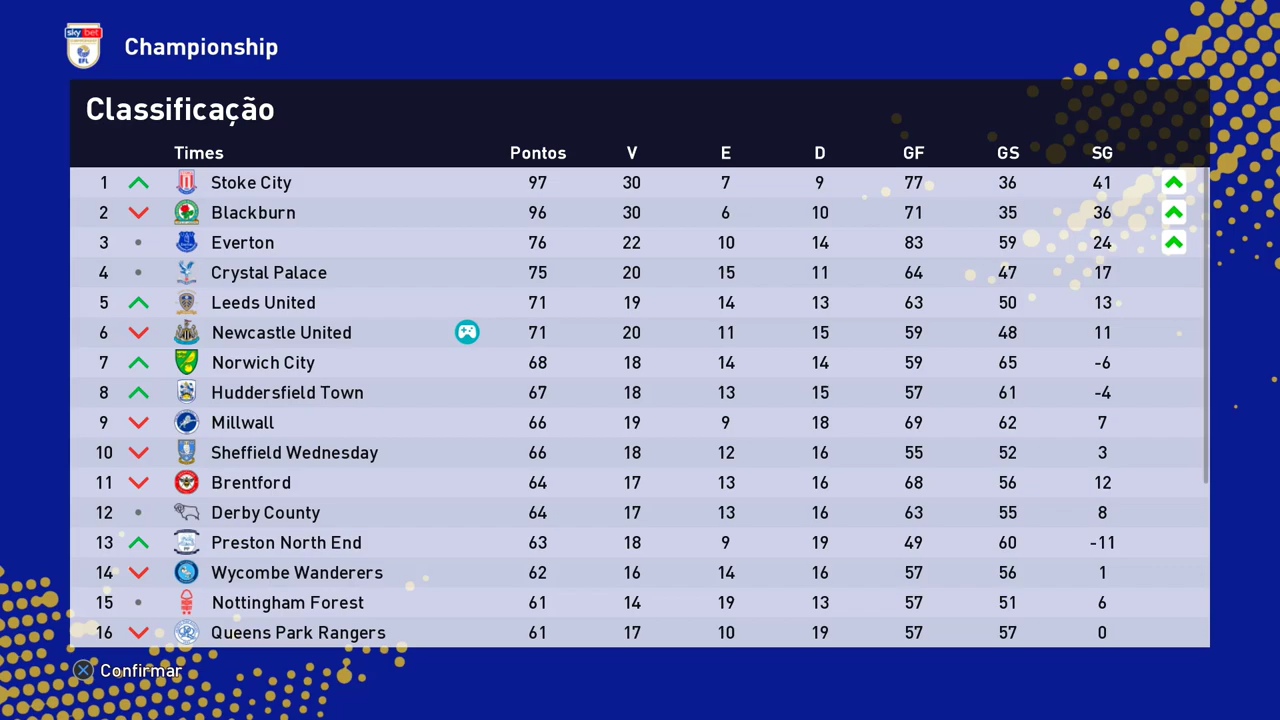 sky bet
EFL
Championship
Classificação
Times Pontos V E D GF GS SG
1 Stoke City 97 30 7 9 77 36 41
2 Blackburn 96 30 6 10 71 35 36
3 Everton 76 22 10 14 83 59 24
4 Crystal Palace 75 20 15 11 64 47 17
5 Leeds United 71 19 14 13 63 50 13
6 Newcastle United 71 20 11 15 59 48 11
7 Norwich City 68 18 14 14 59 65 -6
8 Huddersfield Town 67 18 13 15 57 61 -4
9 Millwall 66 19 9 18 69 62 7
10 Sheffield Wednesday 66 18 12 16 55 52 3
11 Brentford 64 17 13 16 68 56 12
12 Derby County 64 17 13 16 63 55 8
13 Preston North End 63 18 9 19 49 60 -11
14 Wycombe Wanderers 62 16 14 16 57 56 1
15 Nottingham Forest 61 14 19 13 57 51 6
16 Queens Park Rangers 61 17 10 19 57 57 0
Confirmar